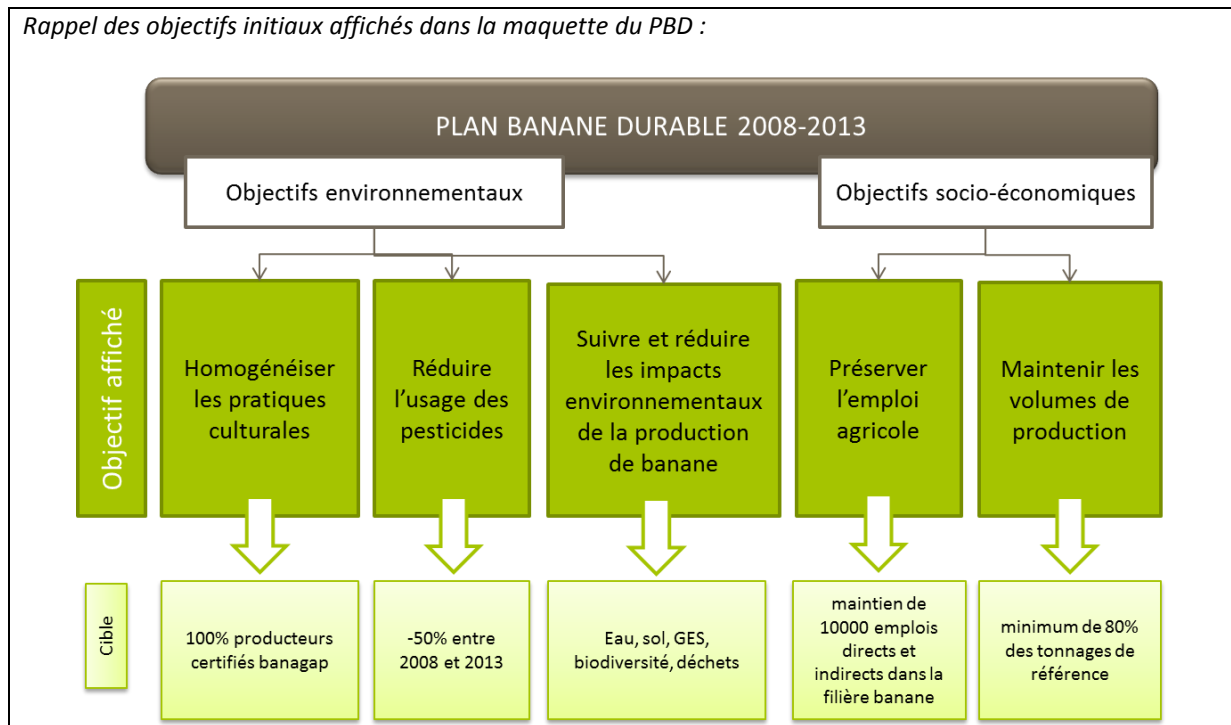 Rappel des objectifs initiaux affichés dans la maquette du PBD :
PLAN BANANE DURABLE 2008-2013
Objectifs environnementaux
Objectifs socio-économiques
Objectif affiché
Homogénéiser
les pratiques
culturales
Réduire
l’usage des
pesticides
Suivre et réduire
les impacts
environnementaux
de la production
de banane
Préserver
l’emploi
agricole
Maintenir les
volumes de
production
Cible
100% producteurs
certifiés banagap
-50% entre
2008 et 2013
Eau, sol, GES,
biodiversité, déchets
maintien de
10000 emplois
directs et
indirects dans la
filière banane
minimum de 80%
des tonnages de
référence